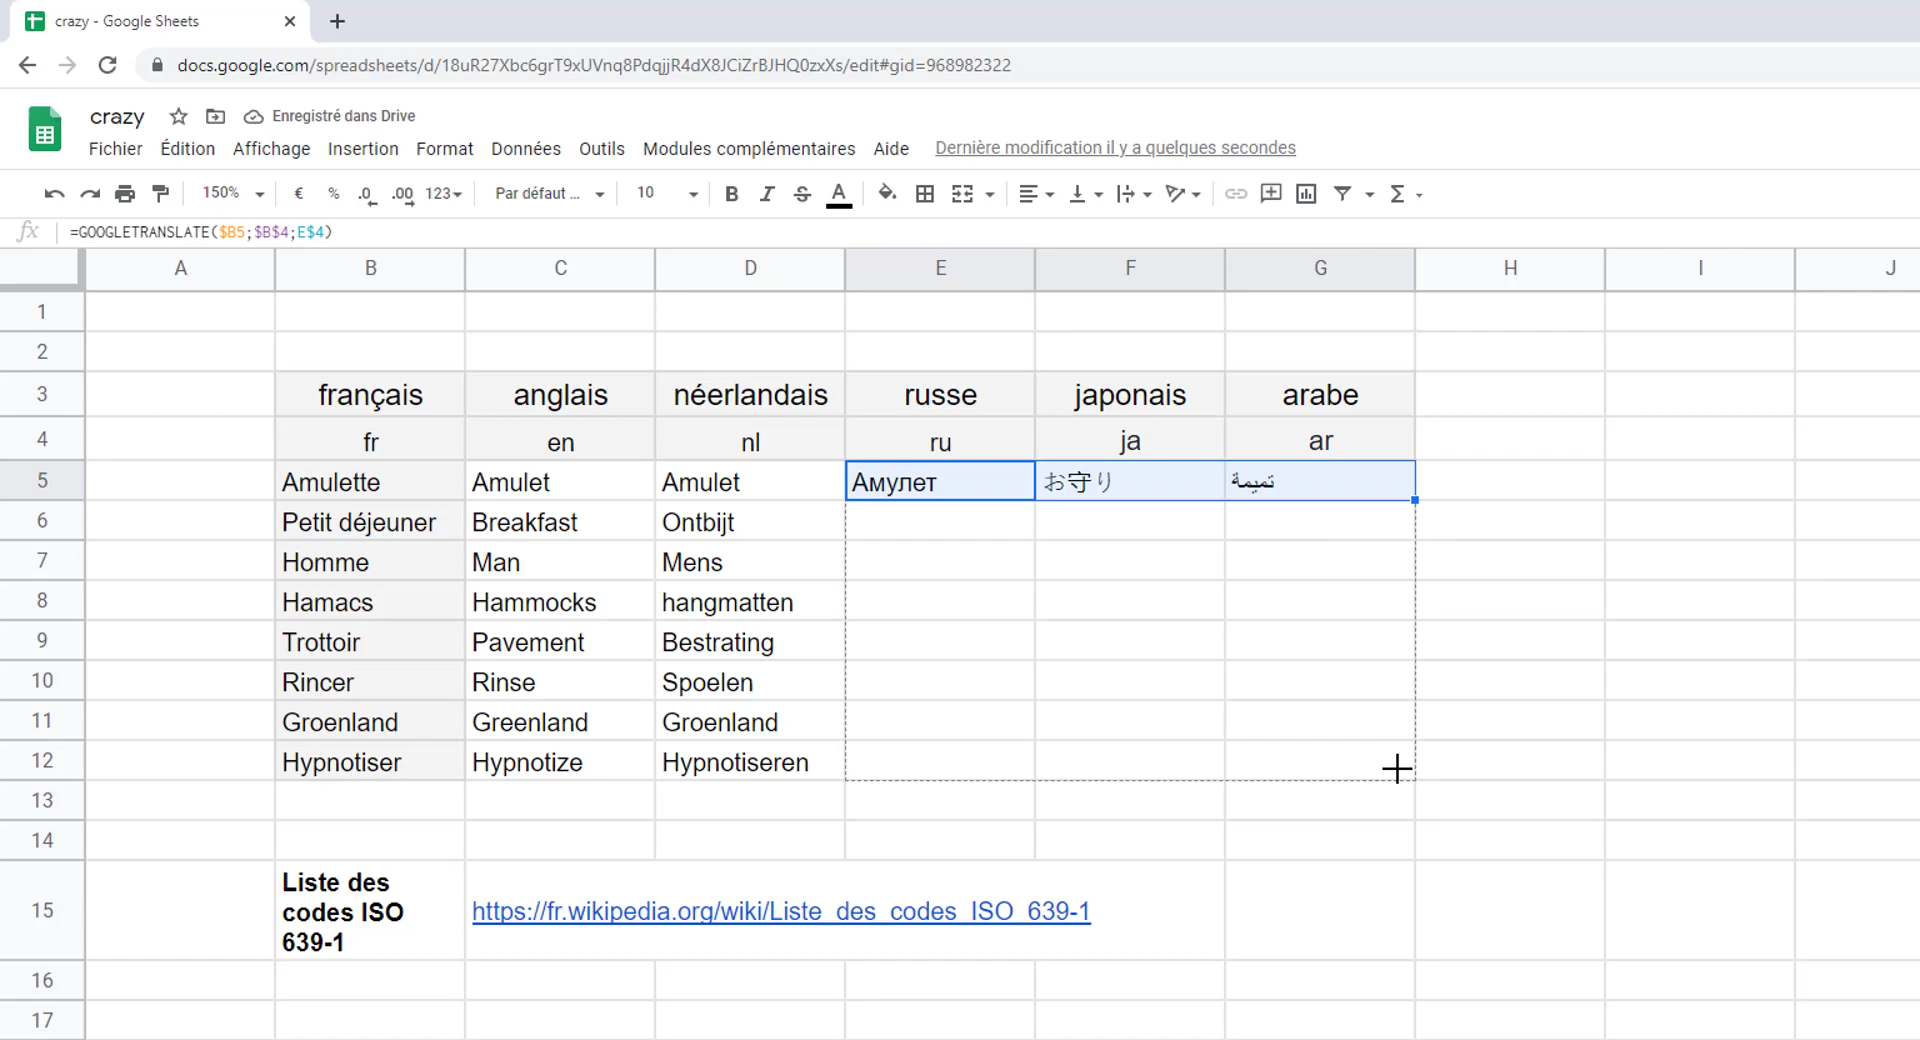 crazy - Google Sheets
docs.google.com/spreadsheets/d/18uR27Xbc6grT9xUVnq8PdqjjR4dX8JCiZrBJHQ0zxXs/edit#gid=968982322
crazy Enregistré dans Drive
Fichier Édition Affichage Insertion Format Données Outils Modules complémentaires Aide Dernière modification il y a quelques secondes
150% € % .0 .00 123 Par défaut ... 10 B I S A Σ
fx =GOOGLETRANSLATE($B5;$B$4;E$4)
A B C D E F G H I J
1
2
3 français anglais néerlandais russe japonais arabe
4 fr en nl ru ja ar
5 Amulette Amulet Amulet Амулет お守り تميمة
6 Petit déjeuner Breakfast Ontbijt
7 Homme Man Mens
8 Hamacs Hammocks hangmatten
9 Trottoir Pavement Bestrating
10 Rincer Rinse Spoelen
11 Groenland Greenland Groenland
12 Hypnotiser Hypnotize Hypnotiseren
13
14
Liste des
15 codes ISO https://fr.wikipedia.org/wiki/Liste_des_codes_ISO_639-1
639-1
16
17